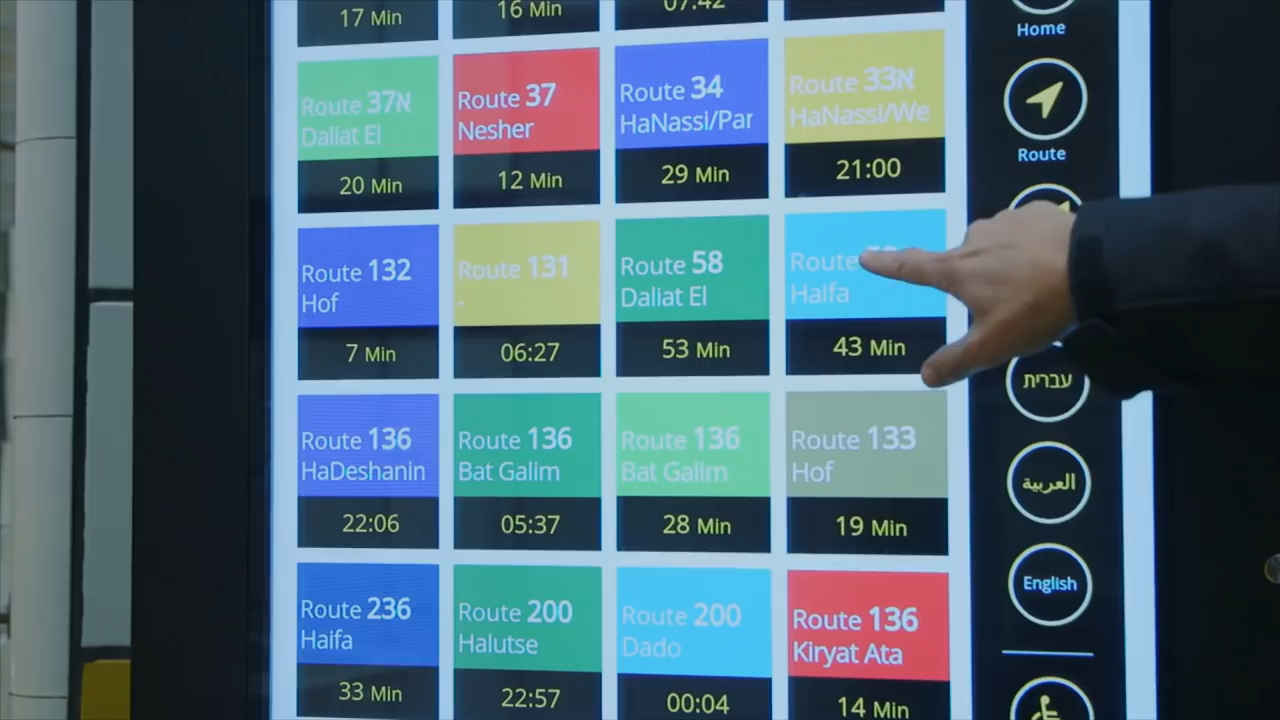 17 Min
16 Min
07:42
Route 37א
Daliat El
20 Min
Route 37
Nesher
12 Min
Route 34
HaNassi/Par
29 Min
Route 33א
HaNassi/We
21:00
Route 132
Hof
7 Min
Route 131
-
06:27
Route 58
Daliat El
53 Min
Route
Haifa
43 Min
Route 136
HaDeshanin
22:06
Route 136
Bat Galim
05:37
Route 136
Bat Galim
28 Min
Route 133
Hof
19 Min
Route 236
Haifa
33 Min
Route 200
Halutse
22:57
Route 200
Dado
00:04
Route 136
Kiryat Ata
14 Min
Home
Route
עברית
العربية
English